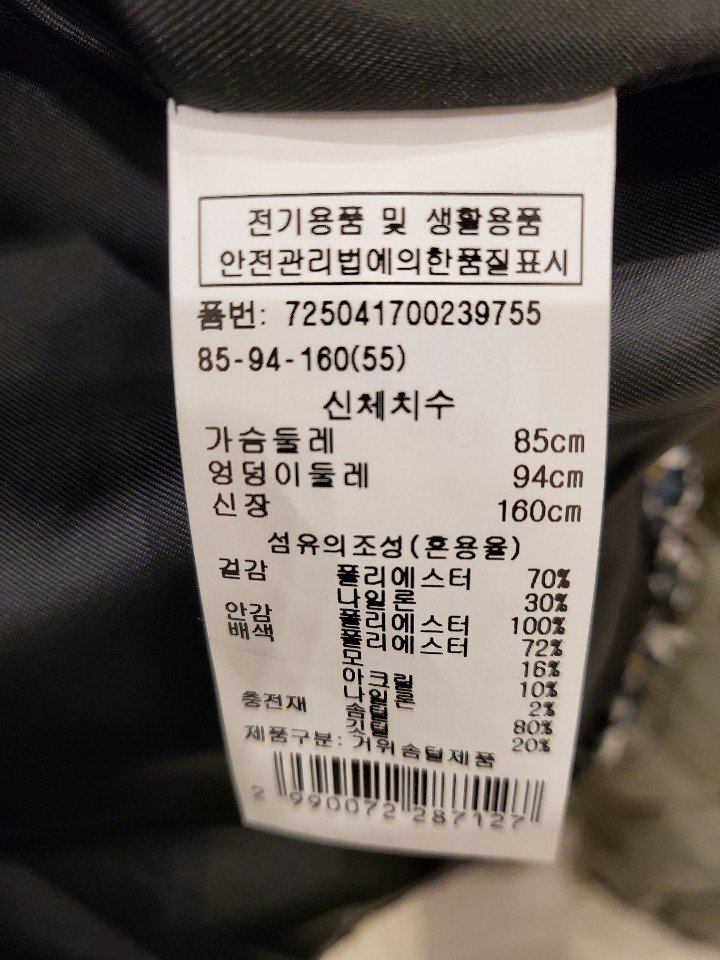 전기용품 및 생활용품
안전관리법에의한품질표시
품번: 725041700239755
85-94-160(55)
신체치수
가슴둘레 85cm
엉덩이둘레 94cm
신장 160cm
섬유의조성(혼용율)
겉감 폴리에스터 70%
나일론 30%
안감 폴리에스터 100%
배색 폴리에스터 72%
모 16%
아크릴 10%
나일론 2%
충전재 솜털 80%
깃털 20%
제품구분: 거위솜털제품
2 990072 287127